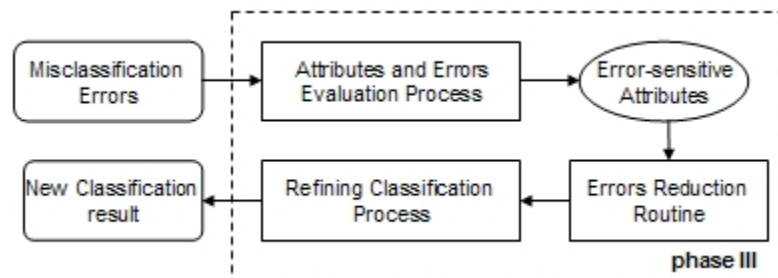 Misclassification
Errors
Attributes and Errors
Evaluation Process
Error-sensitive
Attributes
New Classification
result
Refining Classification
Process
Errors Reduction
Routine
phase III